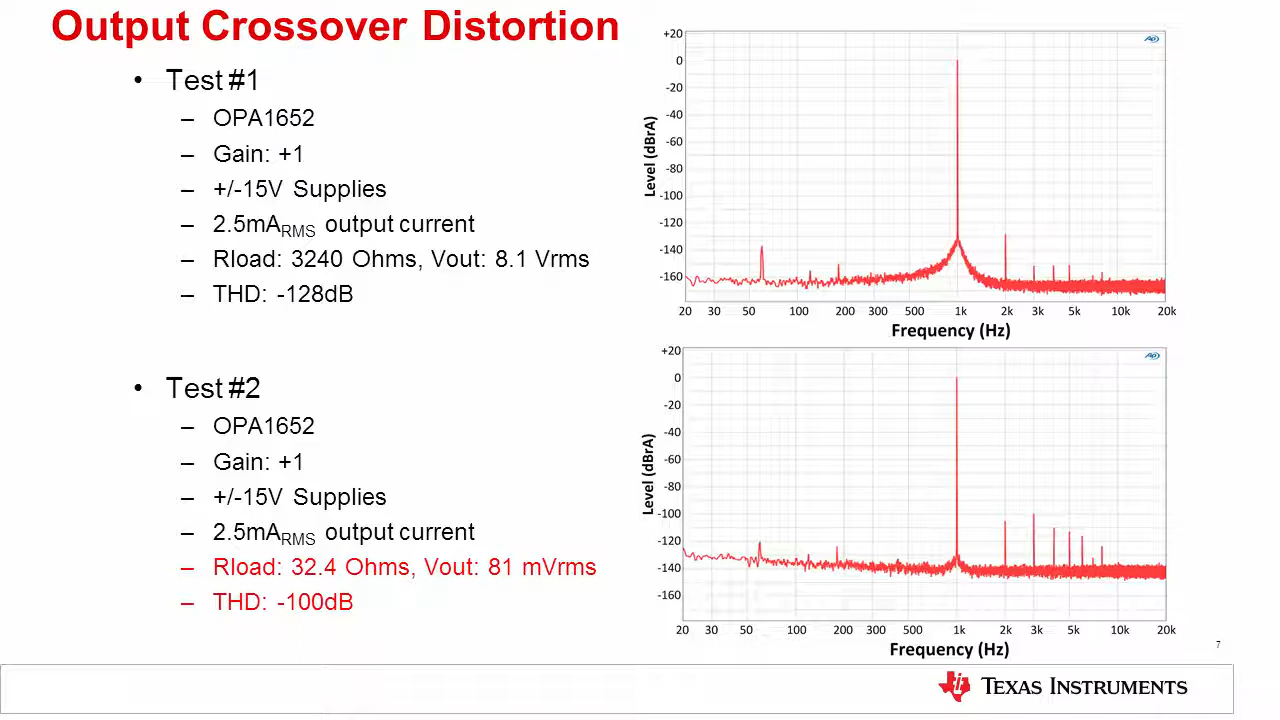 Output Crossover Distortion
• Test #1
– OPA1652
– Gain: +1
– +/-15V Supplies
– 2.5mARMS output current
– Rload: 3240 Ohms, Vout: 8.1 Vrms
– THD: -128dB
• Test #2
– OPA1652
– Gain: +1
– +/-15V Supplies
– 2.5mARMS output current
– Rload: 32.4 Ohms, Vout: 81 mVrms
– THD: -100dB
+20
0
-20
-40
-60
-80
-100
-120
-140
-160
Level (dBrA)
20 30 50 100 200 300 500 1k 2k 3k 5k 10k 20k
Frequency (Hz)
AP
+20
0
-20
-40
-60
-80
-100
-120
-140
-160
Level (dBrA)
20 30 50 100 200 300 500 1k 2k 3k 5k 10k 20k
Frequency (Hz)
AP
7
TEXAS INSTRUMENTS